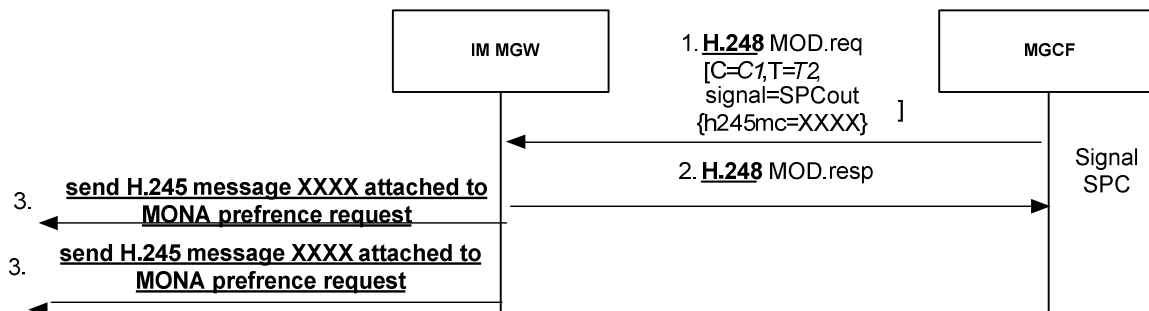 IM MGW
MGCF
1. H.248 MOD.req
[C=C1,T=T2,
signal=SPCout
{h245mc=XXXX} ]
2. H.248 MOD.resp
Signal
SPC
3. send H.245 message XXXX attached to
MONA prefrence request
3. send H.245 message XXXX attached to
MONA prefrence request